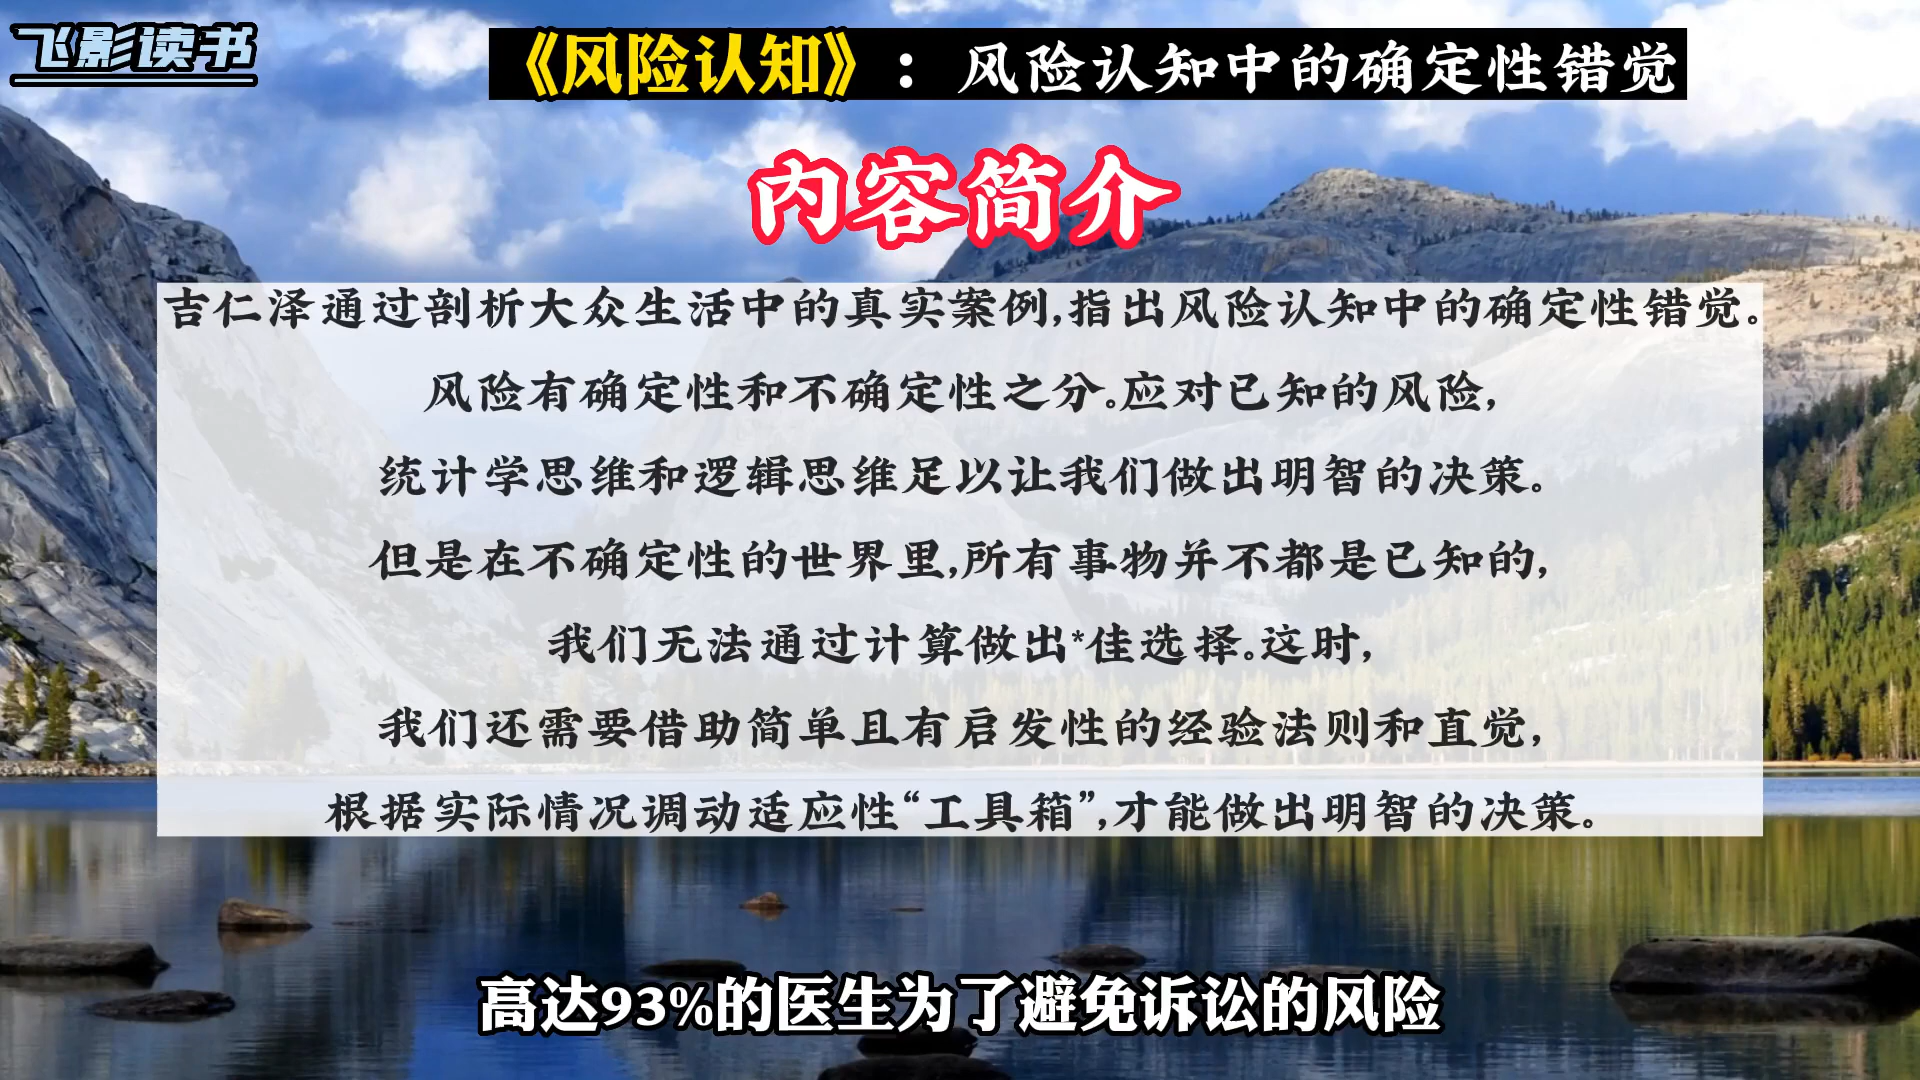 飞影读书
《风险认知》：风险认知中的确定性错觉
内容简介
吉仁泽通过剖析大众生活中的真实案例,指出风险认知中的确定性错觉。
风险有确定性和不确定性之分。应对已知的风险,
统计学思维和逻辑思维足以让我们做出明智的决策。
但是在不确定性的世界里,所有事物并不都是已知的,
我们无法通过计算做出*佳选择。这时,
我们还需要借助简单且有启发性的经验法则和直觉,
根据实际情况调动适应性“工具箱”,才能做出明智的决策。
高达93%的医生为了避免诉讼的风险